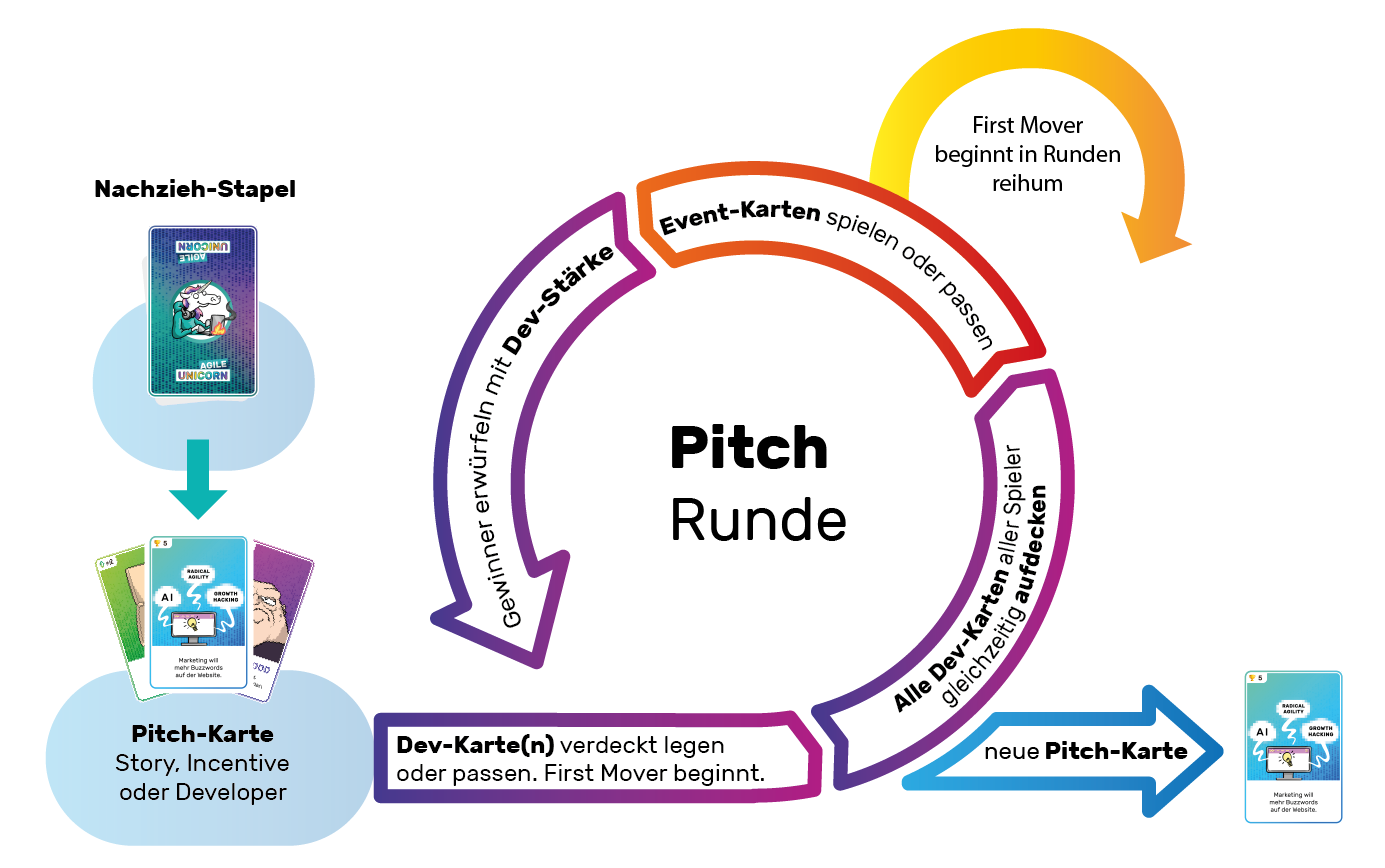 First Mover
beginnt in Runden
reihum
Nachzieh-Stapel
UNICORN
AGILE
AGILE
UNICORN
Event-Karten spielen oder passen
Gewinner erwürfeln mit Dev-Stärke
Pitch
Runde
Alle Dev-Karten aller Spieler
gleichzeitig aufdecken
+2
5
RADICAL
AGILITY
AI
GROWTH
HACKING
Marketing will
mehr Buzzwords
auf der Website.
Pitch-Karte
Story, Incentive
oder Developer
Dev-Karte(n) verdeckt legen
oder passen. First Mover beginnt.
neue Pitch-Karte
5
RADICAL
AGILITY
AI
GROWTH
HACKING
Marketing will
mehr Buzzwords
auf der Website.